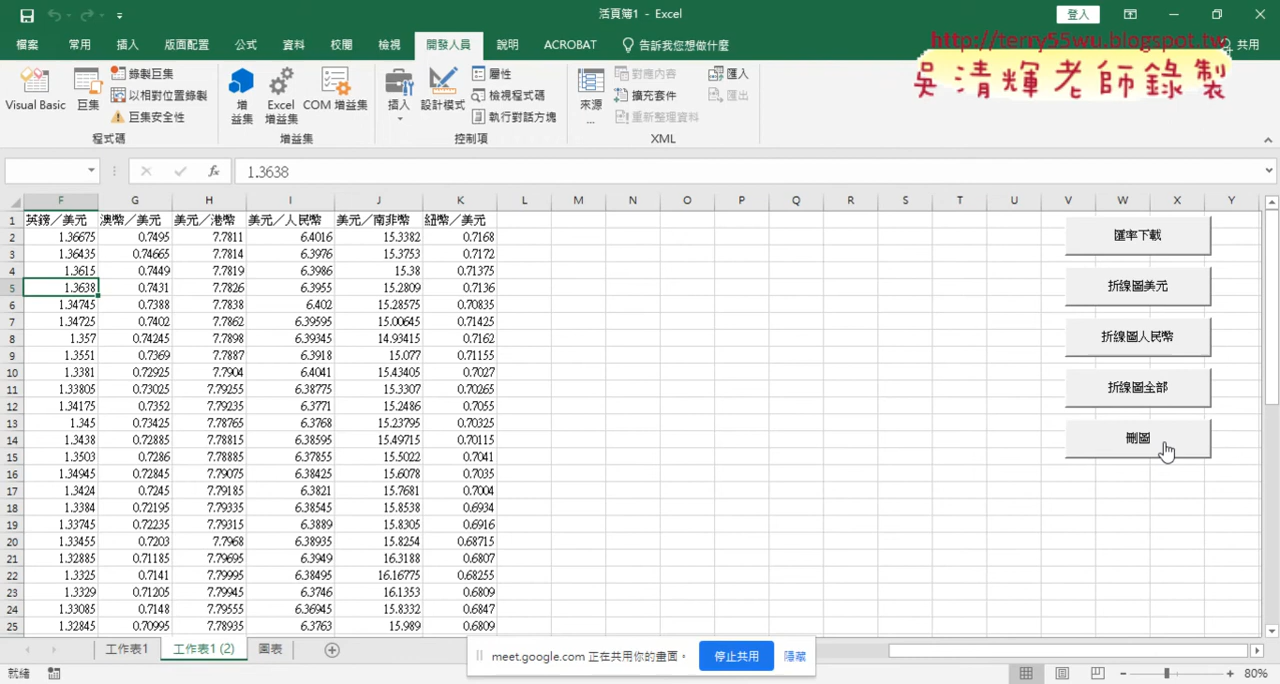 活頁簿1 - Excel
登入
檔案 常用 插入 版面配置 公式 資料 校閱 檢視 開發人員 說明 ACROBAT 告訴我您想做什麼 共用
http://terry55wu.blogspot.tw
吳清輝老師錄製
Visual Basic 巨集 錄製巨集 以相對位置錄製 巨集安全性
程式碼
增益集 Excel 增益集 COM 增益集
增益集
插入 設計模式 屬性 檢視程式碼 執行對話方塊
控制項
來源... 對應內容 擴充套件 重新整理資料 匯入 匯出
XML
fx 1.3638
F G H I J K L M N O P Q R S T U V W X Y
1 英鎊／美元 澳幣／美元 美元／港幣 美元／人民幣 美元／南非幣 紐幣／美元
2 1.36675 0.7495 7.7811 6.4016 15.3382 0.7168
3 1.36435 0.74665 7.7814 6.3976 15.3753 0.7172
4 1.3615 0.7449 7.7819 6.3986 15.38 0.71375
5 1.3638 0.7431 7.7826 6.3955 15.2809 0.7136
6 1.34745 0.7388 7.7838 6.402 15.28575 0.70835
7 1.34725 0.7402 7.7862 6.39595 15.00645 0.71425
8 1.357 0.74245 7.7898 6.39345 14.93415 0.7162
9 1.3551 0.7369 7.7887 6.3918 15.077 0.71155
10 1.3381 0.72925 7.7904 6.4041 15.43405 0.7027
11 1.33805 0.73025 7.79255 6.38775 15.3307 0.70265
12 1.34175 0.7352 7.79235 6.3771 15.2486 0.7055
13 1.345 0.73425 7.78765 6.3768 15.23795 0.70325
14 1.3438 0.72885 7.78815 6.38595 15.49715 0.70115
15 1.3503 0.7286 7.78885 6.37855 15.5022 0.7041
16 1.34945 0.72845 7.79075 6.38425 15.6078 0.7035
17 1.3424 0.7245 7.79185 6.3821 15.7681 0.7004
18 1.3384 0.72195 7.79335 6.38545 15.8538 0.6934
19 1.33745 0.72235 7.79315 6.3889 15.8305 0.6916
20 1.33455 0.7203 7.7968 6.38935 15.8254 0.68715
21 1.32885 0.71185 7.79695 6.3949 16.3188 0.6807
22 1.3325 0.7141 7.79995 6.38495 16.16775 0.68255
23 1.3329 0.71205 7.79945 6.3746 16.1353 0.6809
24 1.33085 0.7148 7.79555 6.36945 15.8332 0.6847
25 1.32845 0.70995 7.78935 6.3763 15.989 0.6809
匯率下載
折線圖美元
折線圖人民幣
折線圖全部
刪圖
工作表1 工作表1 (2) 圖表
meet.google.com 正在共用你的畫面。 停止共用 隱藏
就緒
80%